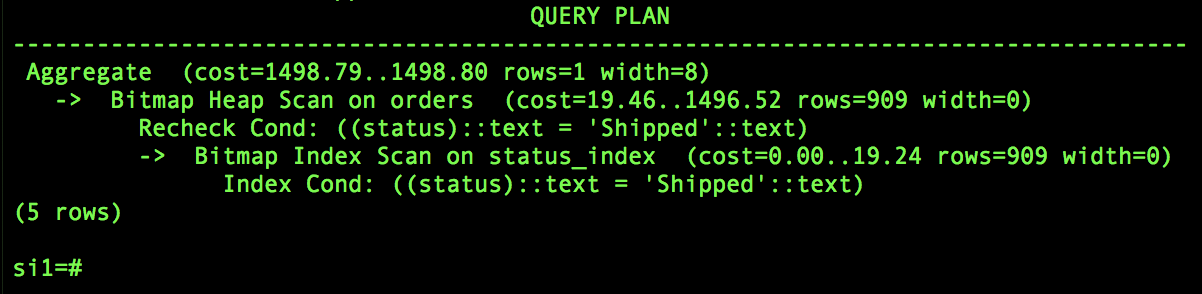 QUERY PLAN
-------------------------------------------------------------------------------------
Aggregate  (cost=1498.79..1498.80 rows=1 width=8)
  ->  Bitmap Heap Scan on orders  (cost=19.46..1496.52 rows=909 width=0)
        Recheck Cond: ((status)::text = 'Shipped'::text)
        ->  Bitmap Index Scan on status_index  (cost=0.00..19.24 rows=909 width=0)
              Index Cond: ((status)::text = 'Shipped'::text)
(5 rows)
si1=#